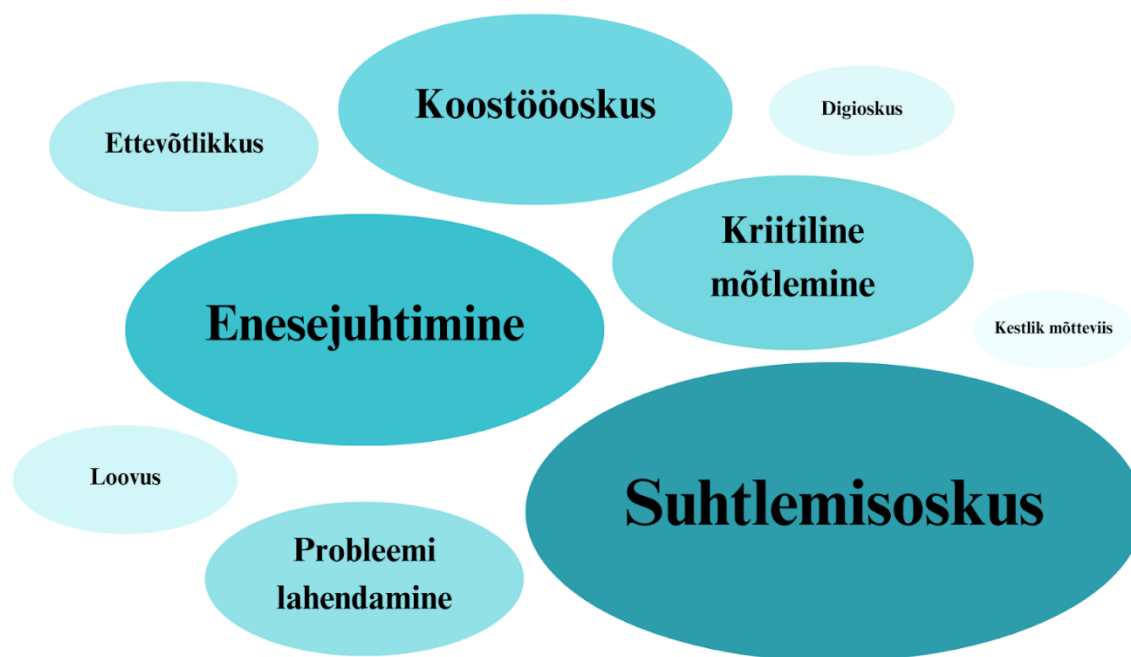 Koostööoskus
Digioskus
Ettevõtlikkus
Kriitiline
mõtlemine
Enesejuhtimine
Kestlik mõtteviis
Loovus
Suhtlemisoskus
Probleemi
lahendamine